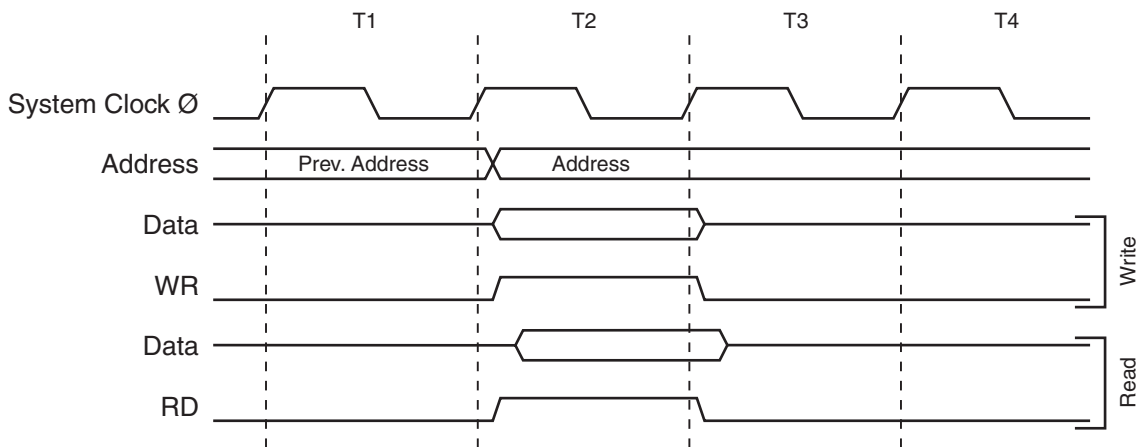 T1 T2 T3 T4
System Clock Ø
Address Prev. Address Address
Data
WR
Write
Data
RD
Read